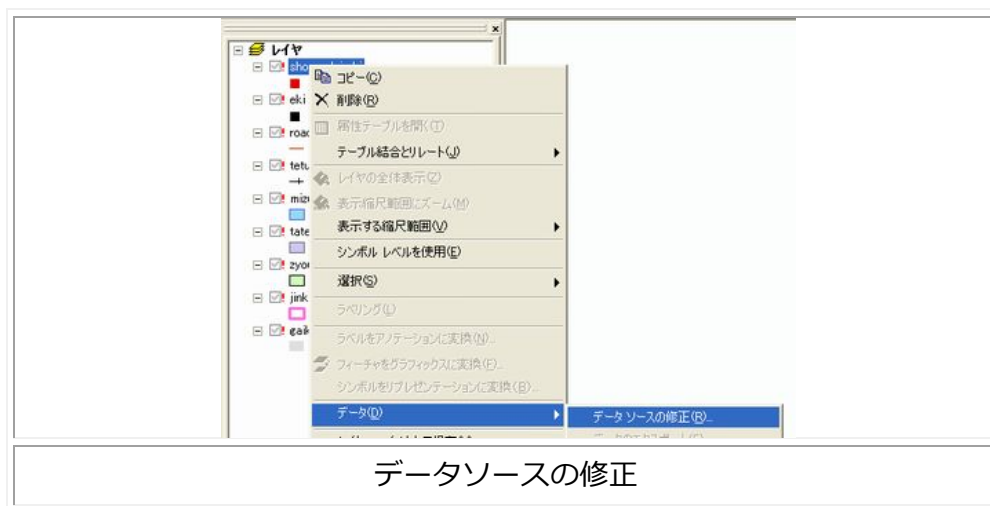 レイヤ
コピー(C)
eki
削除(R)
属性テーブルを開く(T)
テーブル結合とリレート(J)
レイヤの全体表示(Z)
表示縮尺範囲にズーム(M)
表示する縮尺範囲(V)
シンボル レベルを使用(E)
選択(S)
ラベリング(L)
ラベルをアノテーションに変換(N)...
フィーチャをグラフィックスに変換(F)...
シンボルをリプレゼンテーションに変換(B)...
データ(D)
データ ソースの修正(R)...
データソースの修正